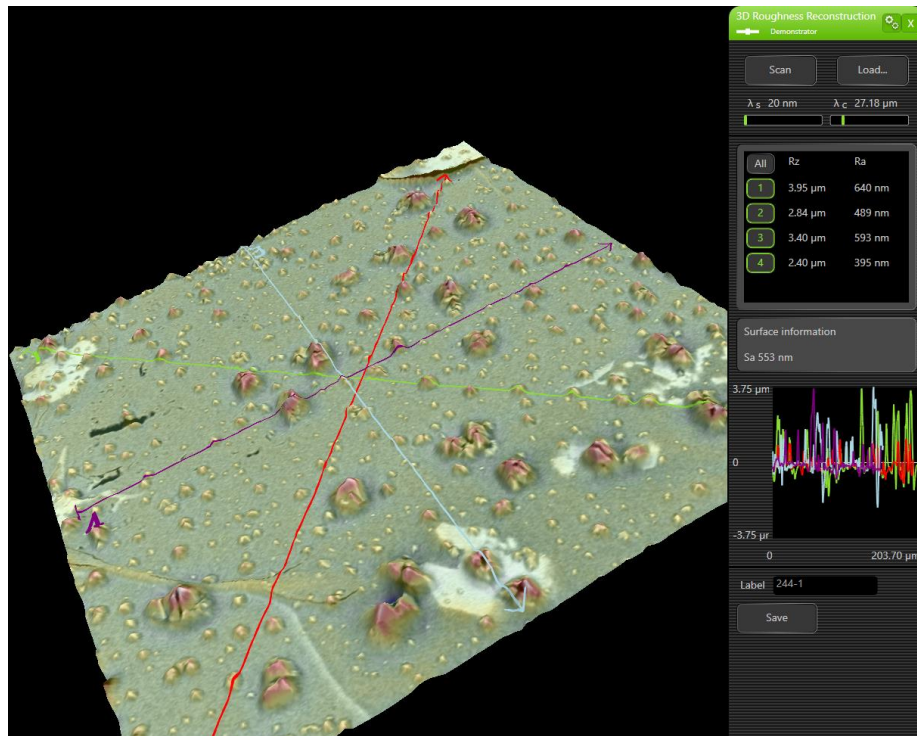 3D Roughness Reconstruction
Demonstrator
X
Scan
Load...
λ s 20 nm
λ c 27.18 µm
All
Rz
Ra
1
3.95 µm
640 nm
2
2.84 µm
489 nm
3
3.40 µm
593 nm
4
2.40 µm
395 nm
Surface information
Sa 553 nm
3.75 µm
0
-3.75 µr
0
203.70 µm
Label
244-1
Save